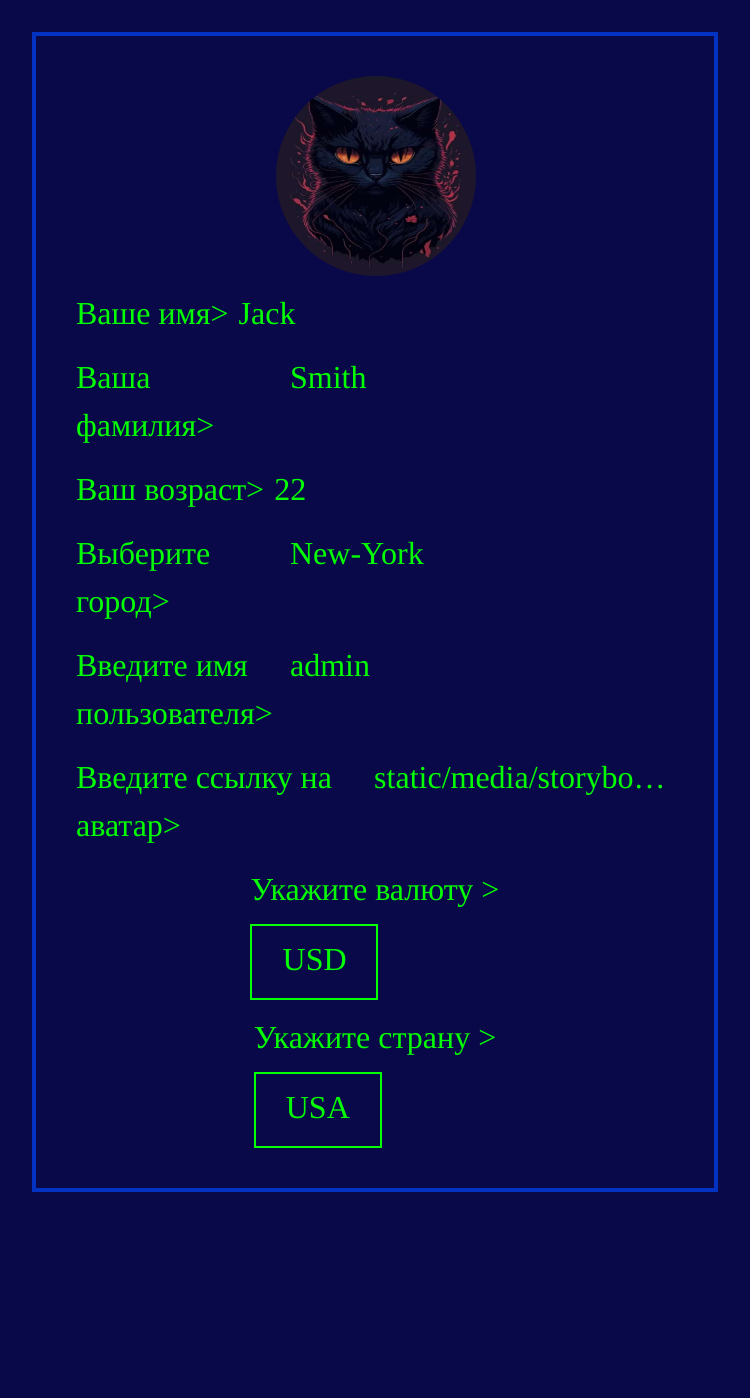 Ваше имя> Jack
Ваша Smith
фамилия>
Ваш возраст> 22
Выберите New-York
город>
Введите имя admin
пользователя>
Введите ссылку на static/media/storybo…
аватар>
Укажите валюту >
USD
Укажите страну >
USA